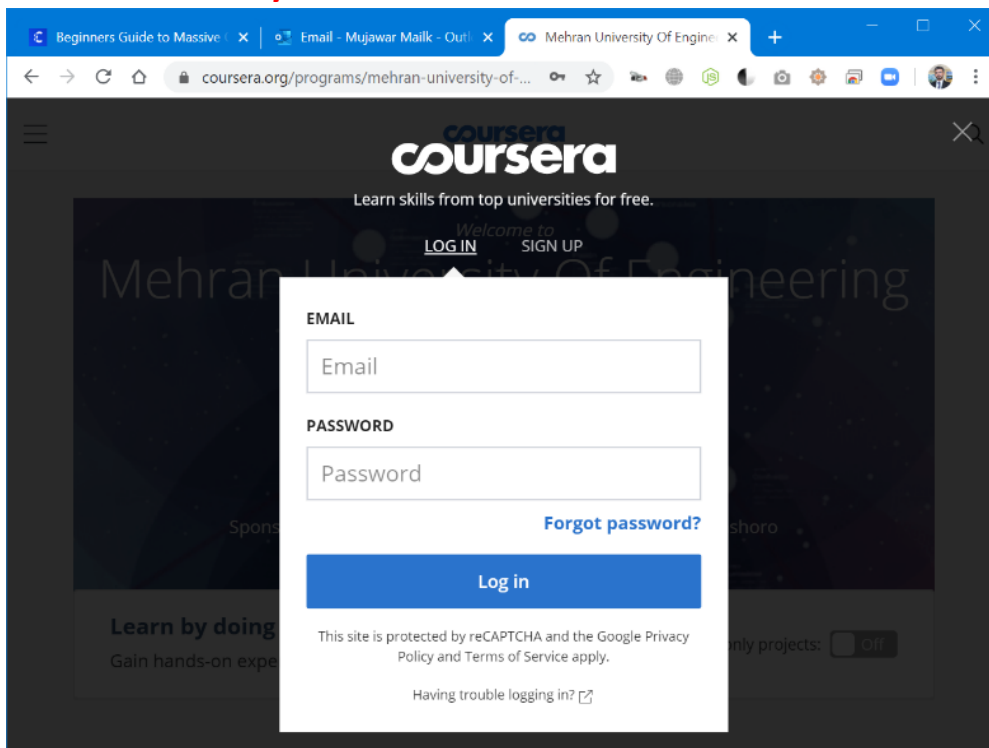 Beginners Guide to Massive
Email - Mujawar Mailk - Outl
Mehran University Of Engine
coursera.org/programs/mehran-university-of-...
coursera
coursera
Learn skills from top universities for free.
Welcome to
LOG IN SIGN UP
Mehran University Of Engineering
EMAIL
Email
PASSWORD
Password
Forgot password?
Spons
shoro
Log in
Learn by doing
Gain hands-on expe
only projects: Off
This site is protected by reCAPTCHA and the Google Privacy
Policy and Terms of Service apply.
Having trouble logging in?